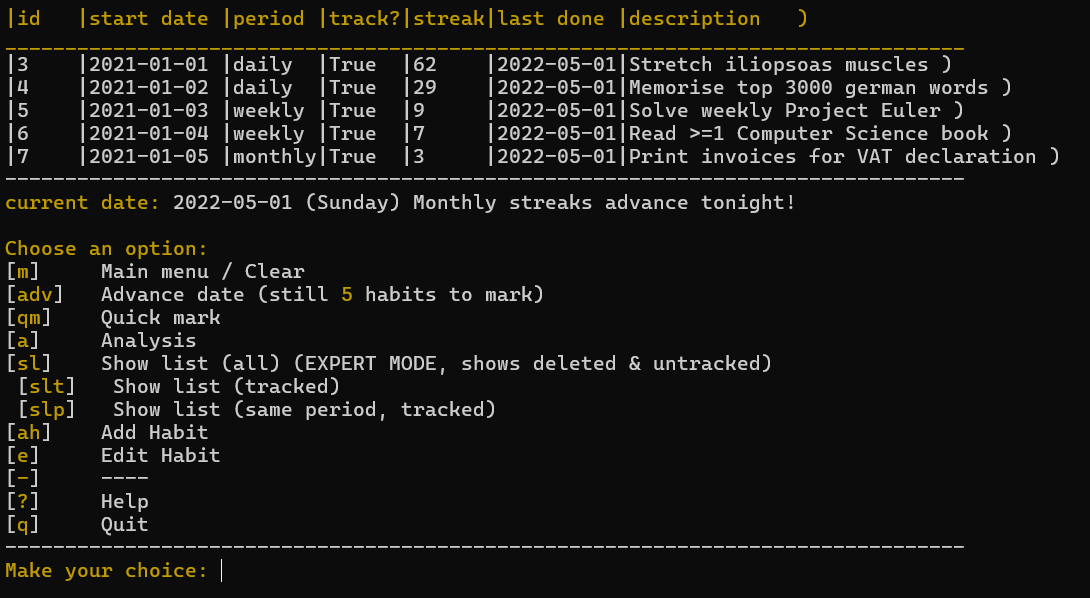 |id   |start date |period |track?|streak|last done |description   )
________________________________________________________________________________
|3    |2021-01-01 |daily  |True  |62    |2022-05-01|Stretch iliopsoas muscles )
|4    |2021-01-02 |daily  |True  |29    |2022-05-01|Memorise top 3000 german words )
|5    |2021-01-03 |weekly |True  |9     |2022-05-01|Solve weekly Project Euler )
|6    |2021-01-04 |weekly |True  |7     |2022-05-01|Read >=1 Computer Science book )
|7    |2021-01-05 |monthly|True  |3     |2022-05-01|Print invoices for VAT declaration )
--------------------------------------------------------------------------------
current date: 2022-05-01 (Sunday) Monthly streaks advance tonight!

Choose an option:
[m]     Main menu / Clear
[adv]   Advance date (still 5 habits to mark)
[qm]    Quick mark
[a]     Analysis
[sl]    Show list (all) (EXPERT MODE, shows deleted & untracked)
 [slt]   Show list (tracked)
 [slp]   Show list (same period, tracked)
[ah]    Add Habit
[e]     Edit Habit
[-]     ----
[?]     Help
[q]     Quit
--------------------------------------------------------------------------------
Make your choice: